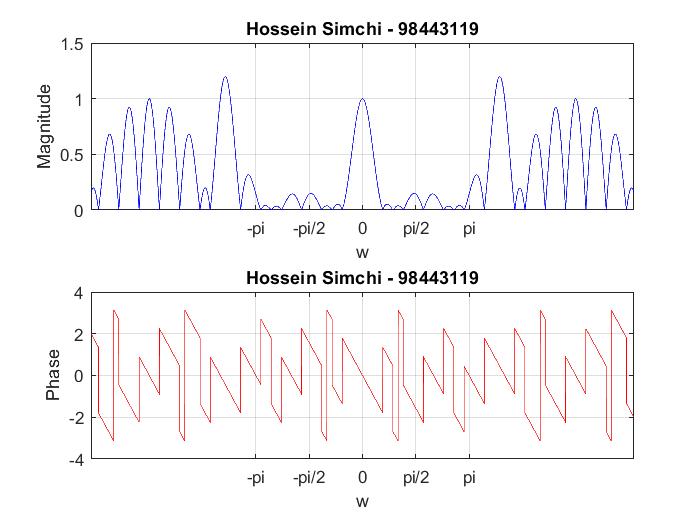 Hossein Simchi - 98443119
1.5
1
0.5
0
Magnitude
-pi
-pi/2
0
pi/2
pi
w
Hossein Simchi - 98443119
4
2
0
-2
-4
Phase
-pi
-pi/2
0
pi/2
pi
w